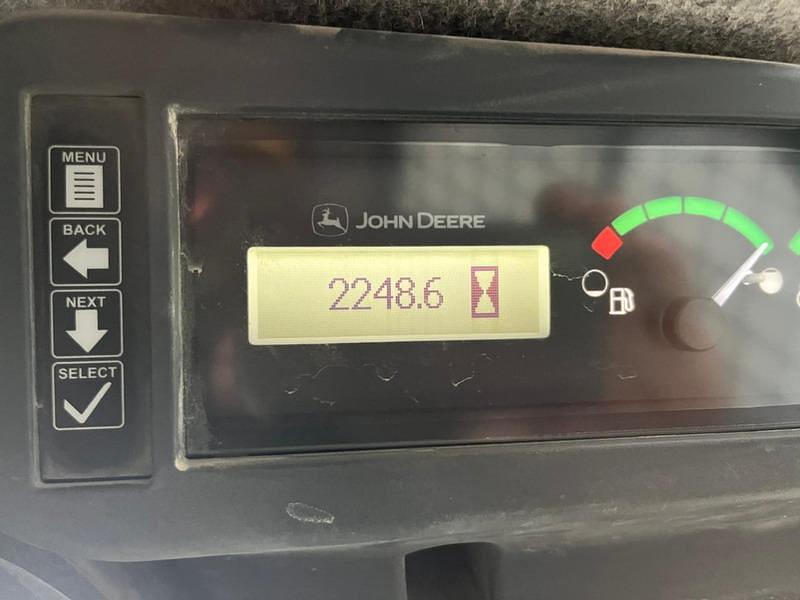 MENU
BACK
NEXT
SELECT
JOHN DEERE
2248.6